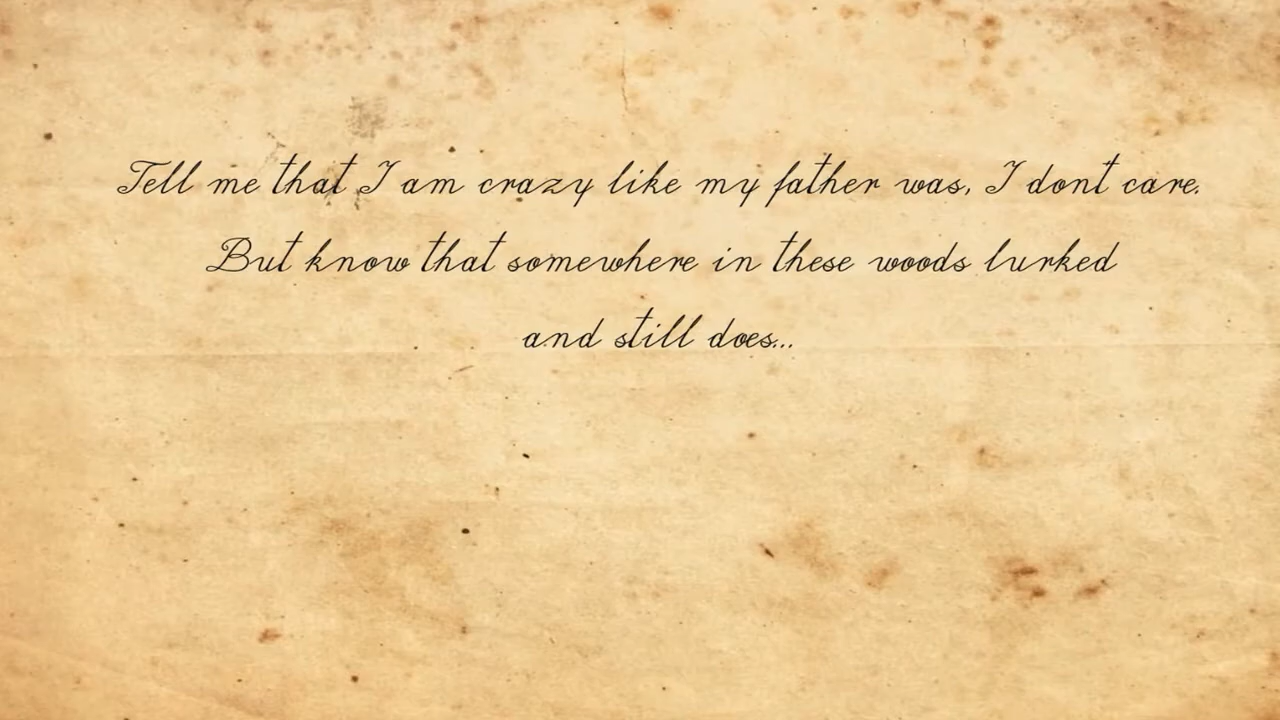 Tell me that I am crazy like my father was, I dont care.
But know that somewhere in these woods lurked
and still does...